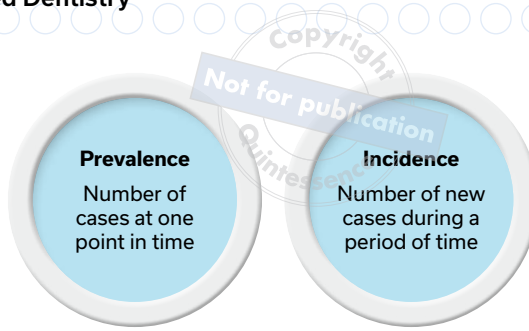 ed Dentistry
Copyright
Not for publication
Quintessence
Prevalence
Number of
cases at one
point in time
Incidence
Number of new
cases during a
period of time